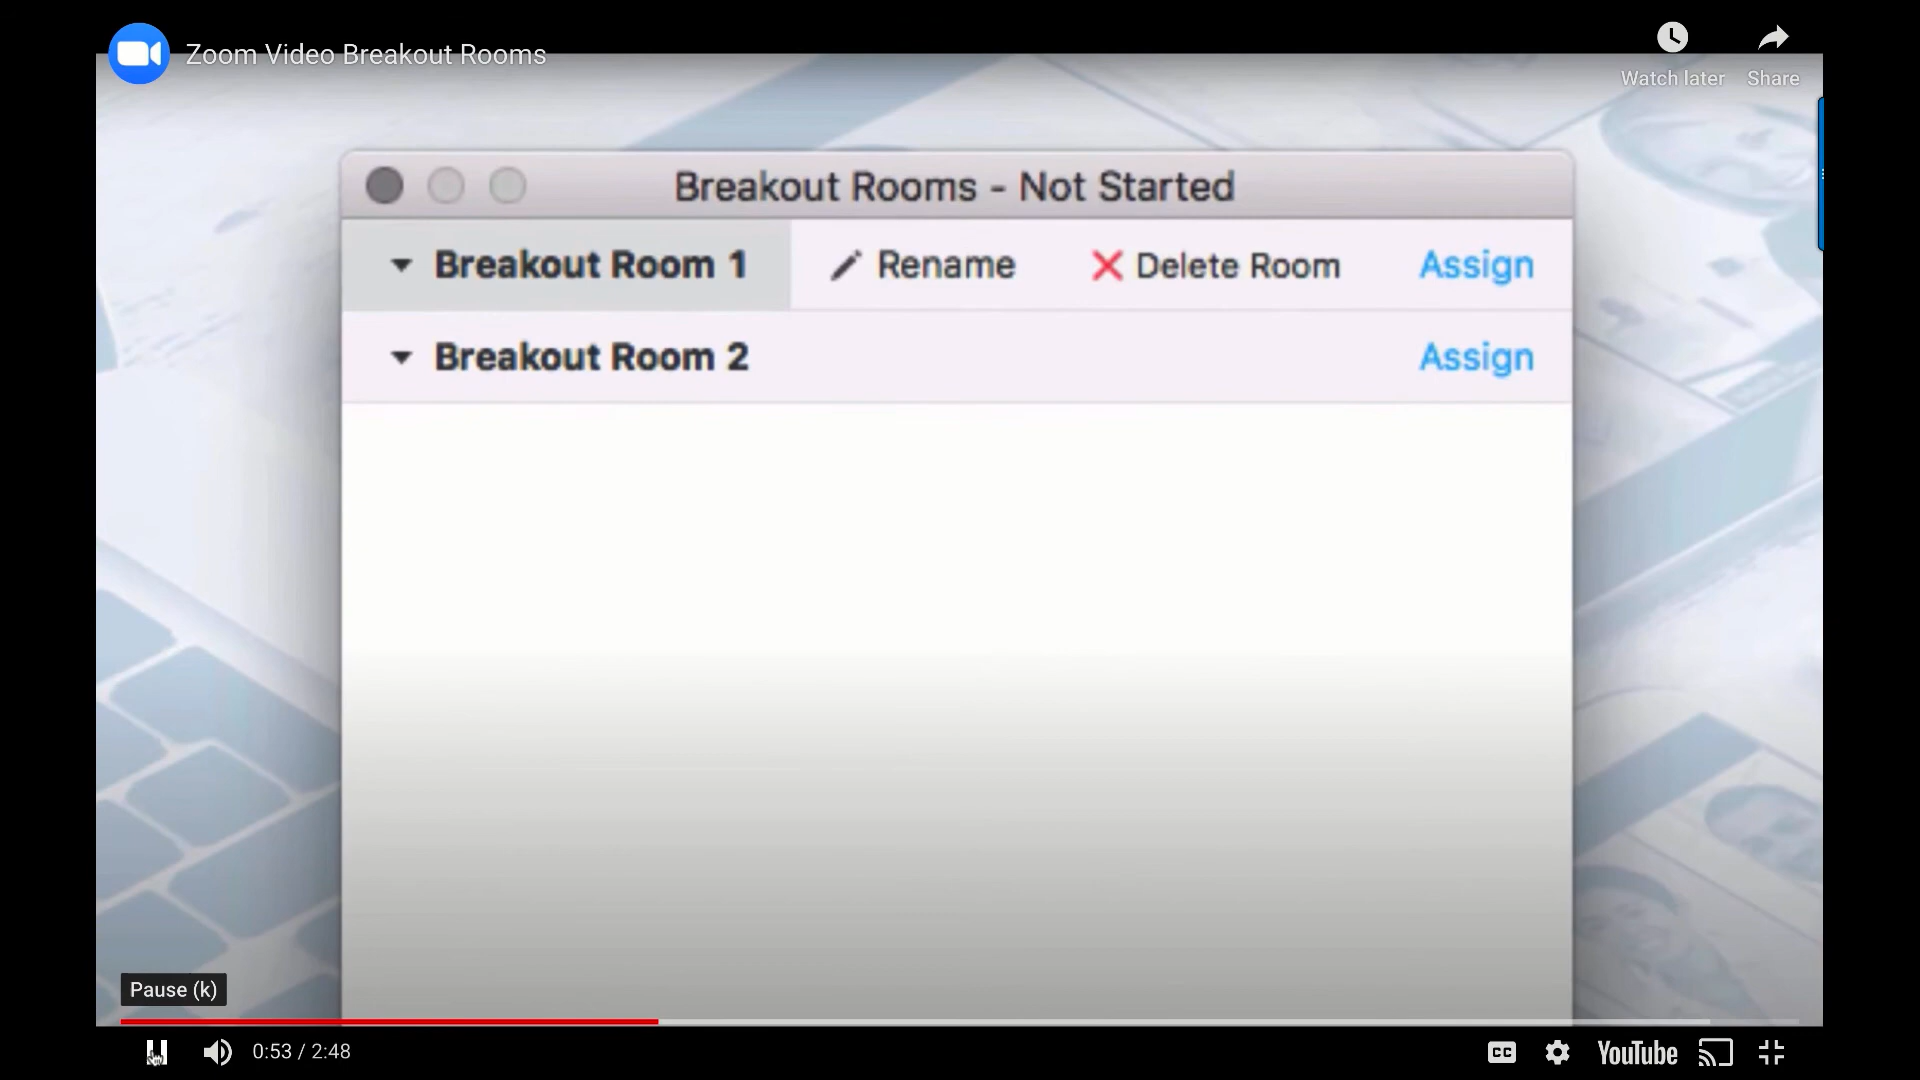 Zoom Video Breakout Rooms
Watch later Share
Breakout Rooms - Not Started
Breakout Room 1 Rename Delete Room Assign
Breakout Room 2 Assign
Pause (k)
0:53 / 2:48 CC YouTube